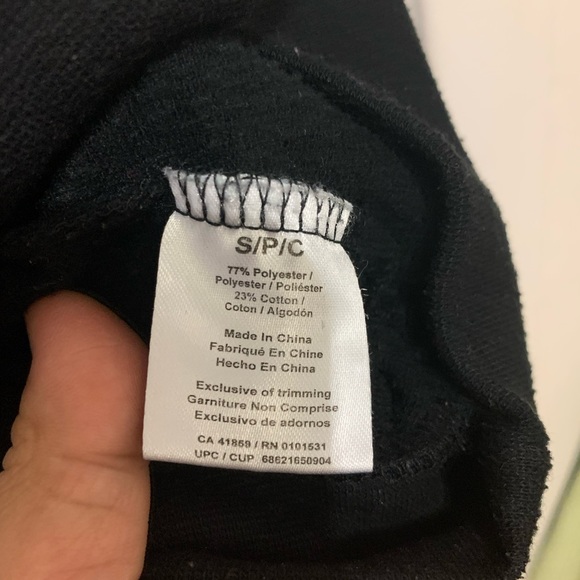 S/P/C
77% Polyester /
Polyester / Poliéster
23% Cotton /
Coton / Algodón
Made In China
Fabriqué En Chine
Hecho En China
Exclusive of trimming
Garniture Non Comprise
Exclusivo de adornos
CA 41859 / RN 0101531
UPC / CUP 68621650904